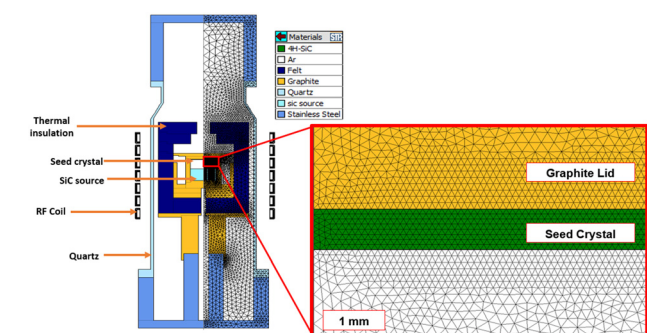 Materials
4H-SiC
Ar
Felt
Graphite
Quartz
sic source
Stainless Steel
Thermal
insulation
Seed crystal
SiC source
RF Coil
Quartz
Graphite Lid
Seed Crystal
1 mm